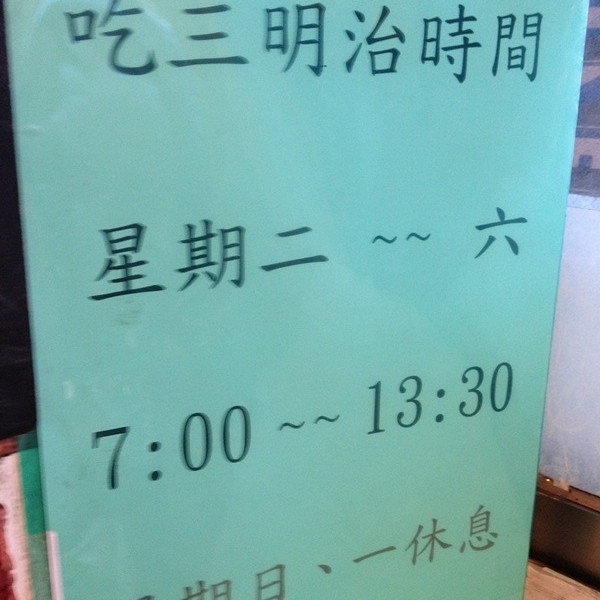 吃三明治時間
星期二 ~~ 六
7:00 ~~ 13:30
星期日、一休息